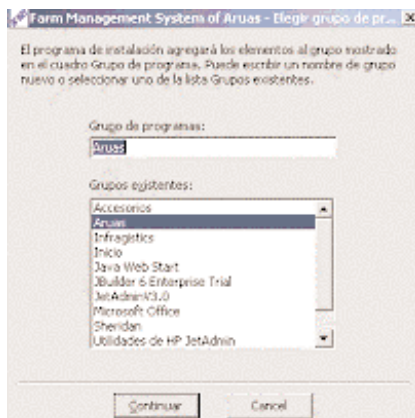 Farm Management System of Aruas - Elegir grupo de pr...
El programa de instalación agregará los elementos al grupo mostrado
en el cuadro Grupo de programa. Puede escribir un nombre de grupo
nuevo o seleccionar uno de la lista Grupos existentes.
Grupo de programas:
Aruas
Grupos existentes:
Accesorios
Aruas
Infragistics
Inicio
Java Web Start
JBuilder 6 Enterprise Trial
JetAdminV3.0
Microsoft Office
Sheridan
Utilidades de HP JetAdmin
Continuar
Cancel